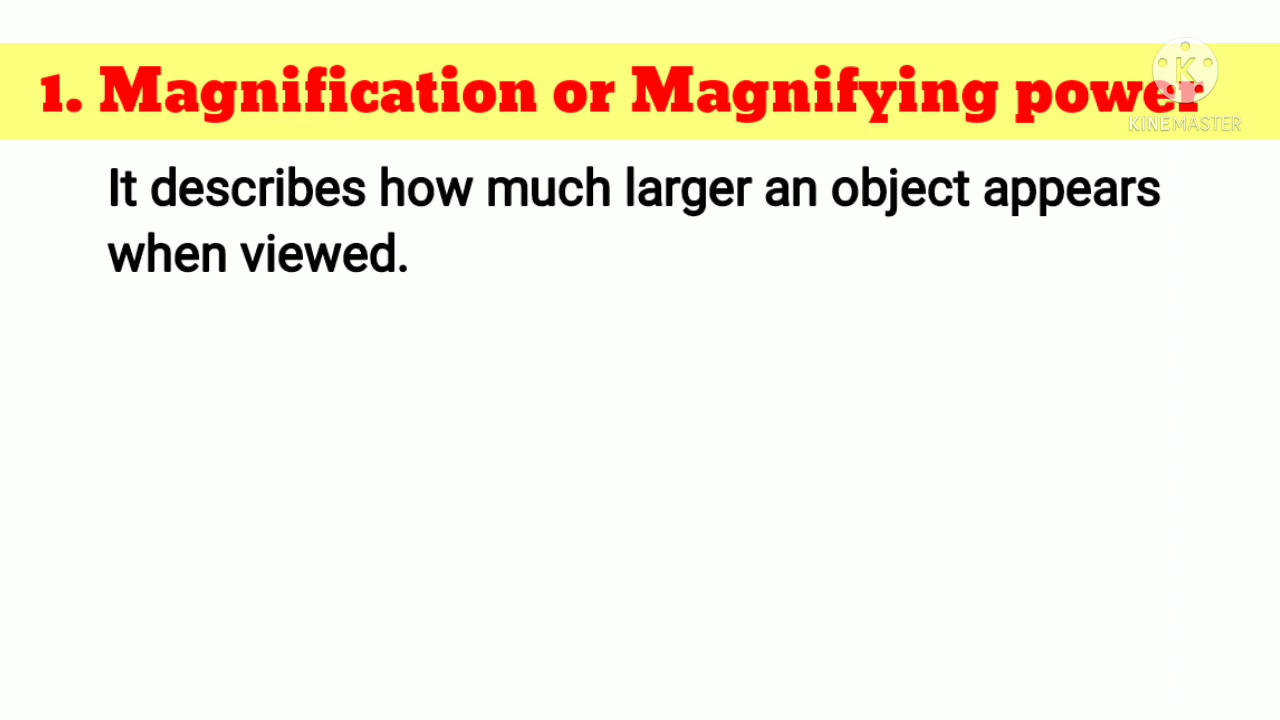 1. Magnification or Magnifying power
K
KINEMASTER
It describes how much larger an object appears
when viewed.